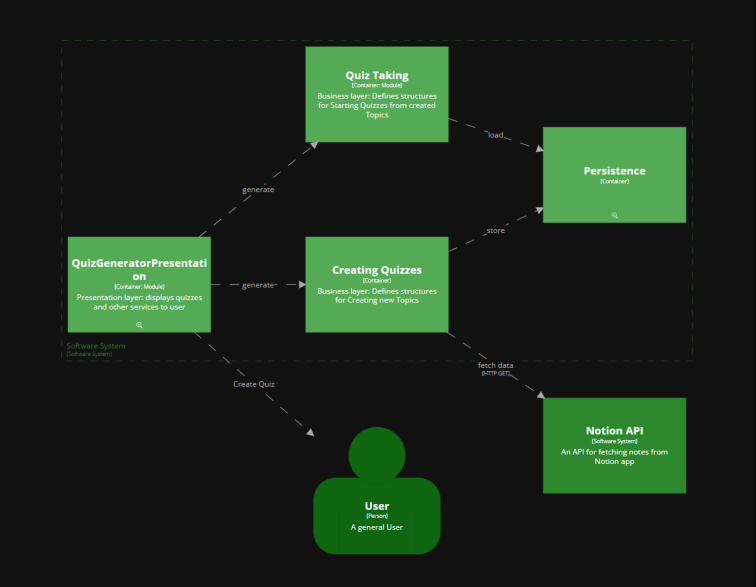 Quiz Taking
[Container: Module]
Business layer: Defines structures
for Starting Quizzes from created
Topics
load
Persistence
[Container]
generate
store
QuizGeneratorPresentati
on
[Container: Module]
Presentation layer: displays quizzes
and other services to user
generate
Creating Quizzes
[Container]
Business layer: Defines structures
for Creating new Topics
Software System
[Software System]
fetch data
[HTTP GET]
Create Quiz
Notion API
[Software System]
An API for fetching notes from
Notion app
User
[Person]
A general User